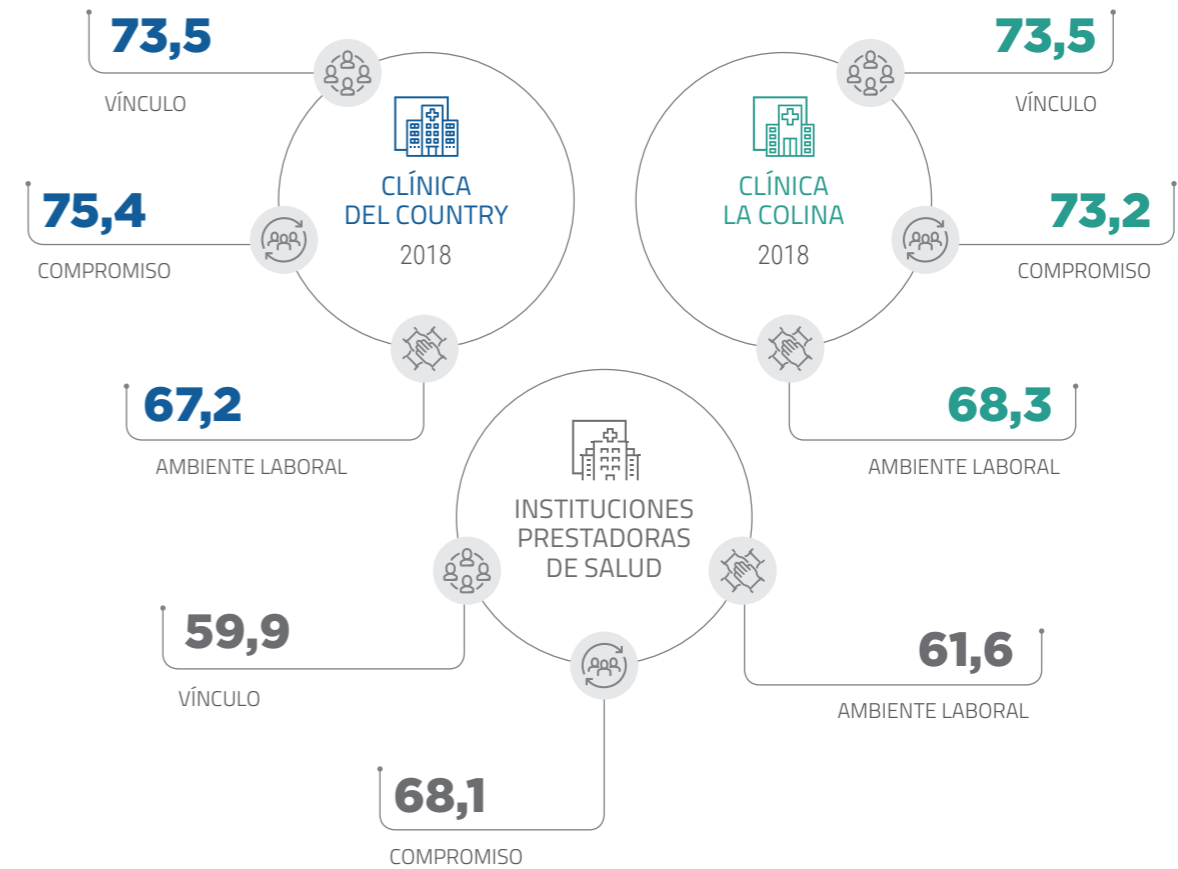 73,5
VÍNCULO
75,4
COMPROMISO
67,2
AMBIENTE LABORAL
CLÍNICA
DEL COUNTRY
2018
CLÍNICA
LA COLINA
2018
73,5
VÍNCULO
73,2
COMPROMISO
68,3
AMBIENTE LABORAL
INSTITUCIONES
PRESTADORAS
DE SALUD
59,9
VÍNCULO
68,1
COMPROMISO
61,6
AMBIENTE LABORAL